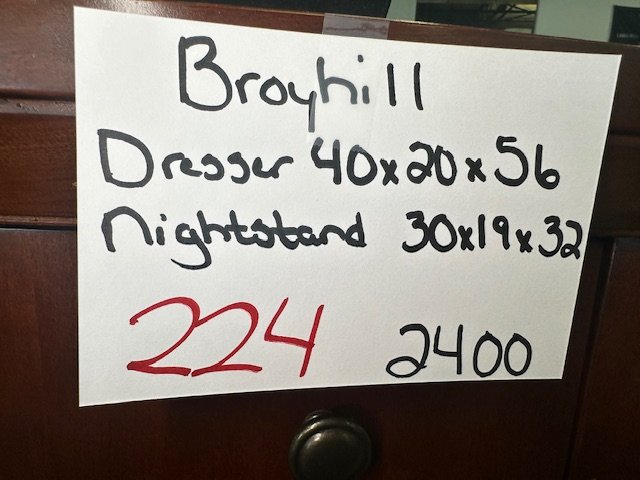 Broyhill
Dresser 40x20x56
Nightstand 30x19x32
224 2400